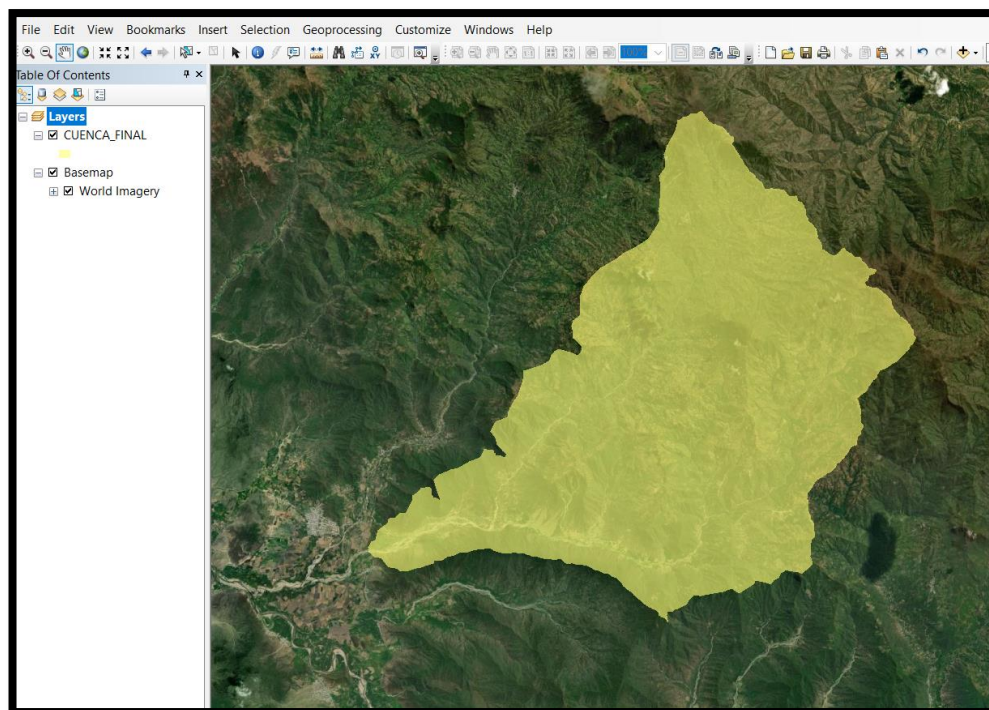 File Edit View Bookmarks Insert Selection Geoprocessing Customize Windows Help
Table Of Contents
Layers
CUENCA_FINAL
Basemap
World Imagery